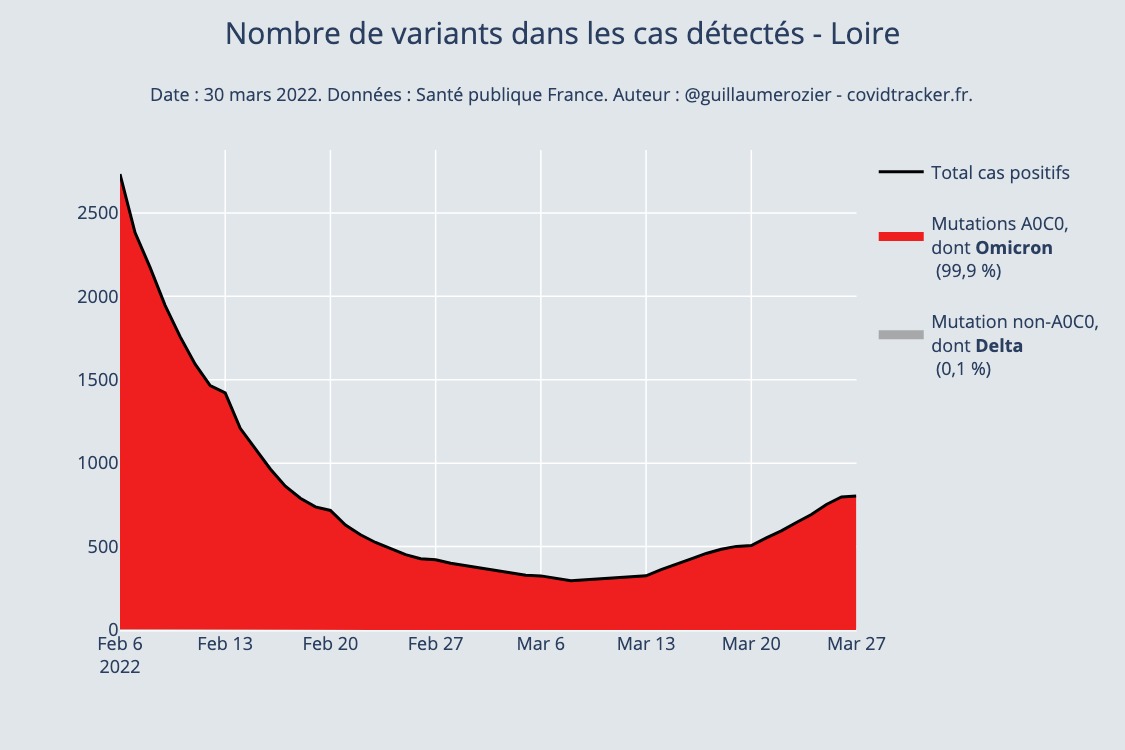 Nombre de variants dans les cas détectés - Loire
Date : 30 mars 2022. Données : Santé publique France. Auteur : @guillaumerozier - covidtracker.fr.
2500
2000
1500
1000
500
0
Feb 6
2022
Feb 13
Feb 20
Feb 27
Mar 6
Mar 13
Mar 20
Mar 27
Total cas positifs
Mutations A0C0,
dont Omicron
(99,9 %)
Mutation non-A0C0,
dont Delta
(0,1 %)